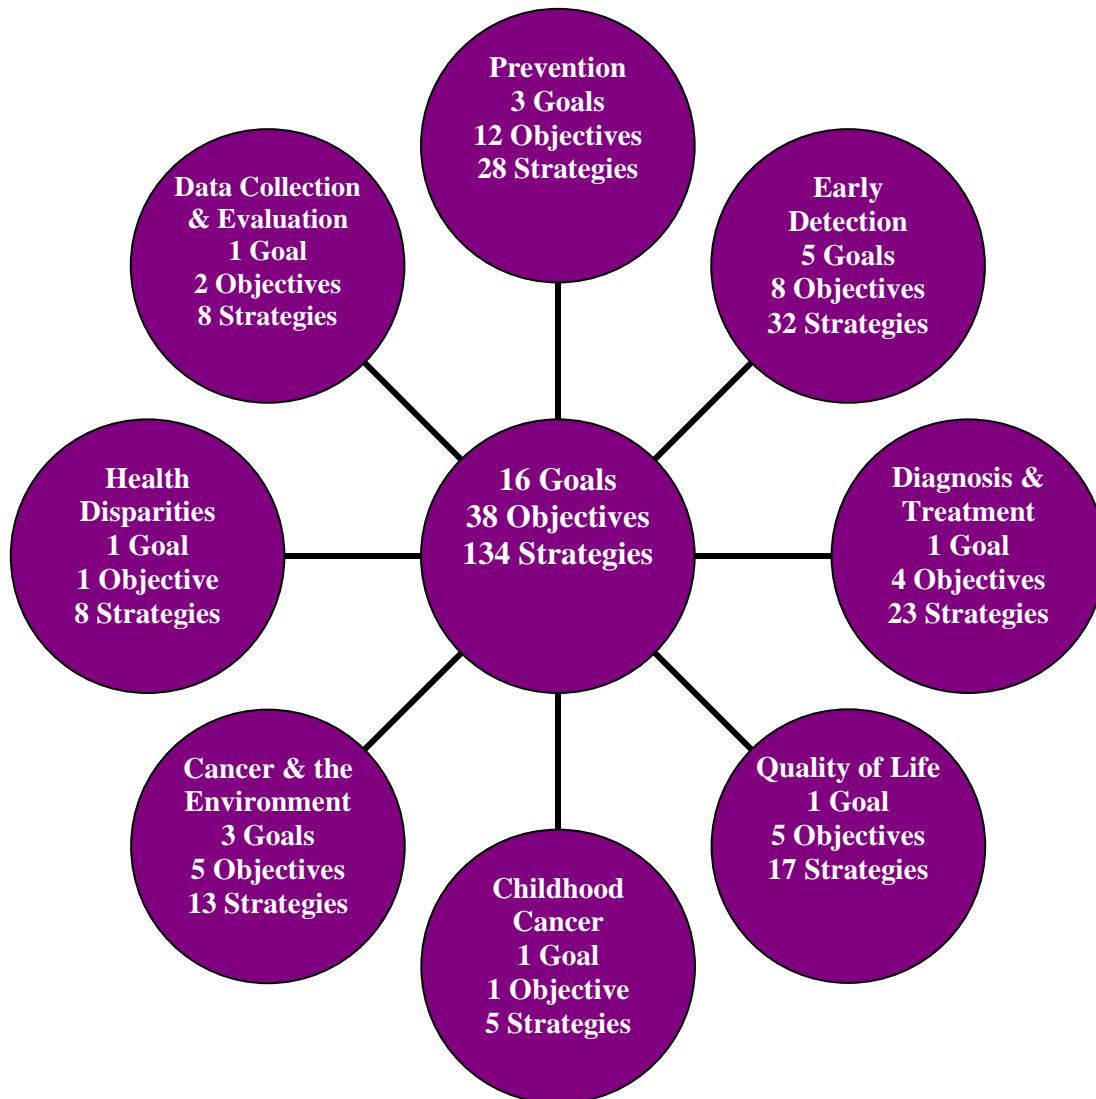 Prevention
3 Goals
12 Objectives
28 Strategies
Early
Detection
5 Goals
8 Objectives
32 Strategies
Diagnosis &
Treatment
1 Goal
4 Objectives
23 Strategies
Quality of Life
1 Goal
5 Objectives
17 Strategies
Childhood
Cancer
1 Goal
1 Objective
5 Strategies
Cancer & the
Environment
3 Goals
5 Objectives
13 Strategies
Health
Disparities
1 Goal
1 Objective
8 Strategies
Data Collection
& Evaluation
1 Goal
2 Objectives
8 Strategies
16 Goals
38 Objectives
134 Strategies